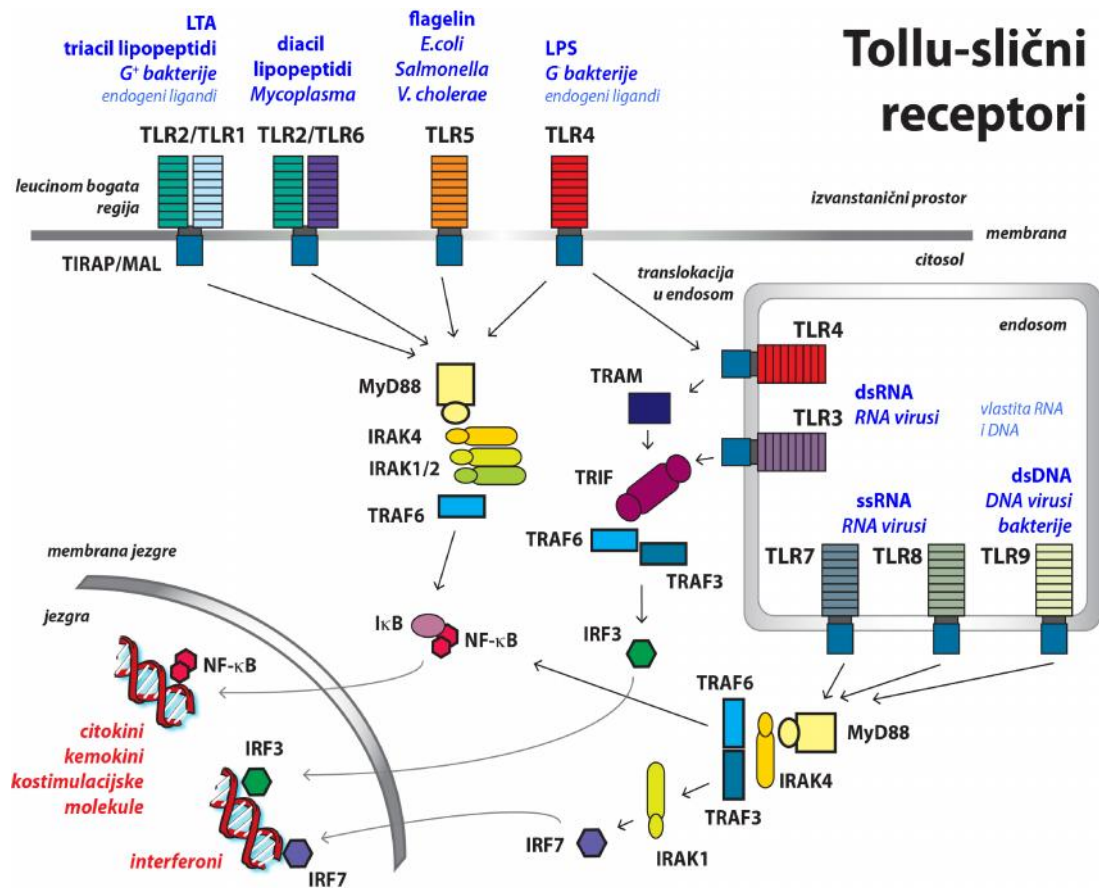 Tollu-slični
receptori
LTA
triacil lipopeptidi
G⁺ bakterije
endogeni ligandi
TLR2/TLR1
diacil
lipopeptidi
Mycoplasma
TLR2/TLR6
flagelin
E.coli
Salmonella
V. cholerae
TLR5
LPS
G bakterije
endogeni ligandi
TLR4
leucinom bogata
regija
izvanstanični prostor
membrana
citosol
TIRAP/MAL
translokacija
u endosom
endosom
TLR4
MyD88
TRAM
dsRNA
RNA virusi
vlastita RNA
i DNA
TLR3
IRAK4
IRAK1/2
TRIF
TRAF6
TRAF6
TRAF3
ssRNA
RNA virusi
dsDNA
DNA virusi
bakterije
TLR7
TLR8
TLR9
membrana jezgre
jezgra
IκB
NF-κB
IRF3
NF-κB
citokini
kemokini
kostimulacijske
molekule
IRF3
interferoni
IRF7
TRAF6
MyD88
IRAK4
TRAF3
IRAK1
IRF7